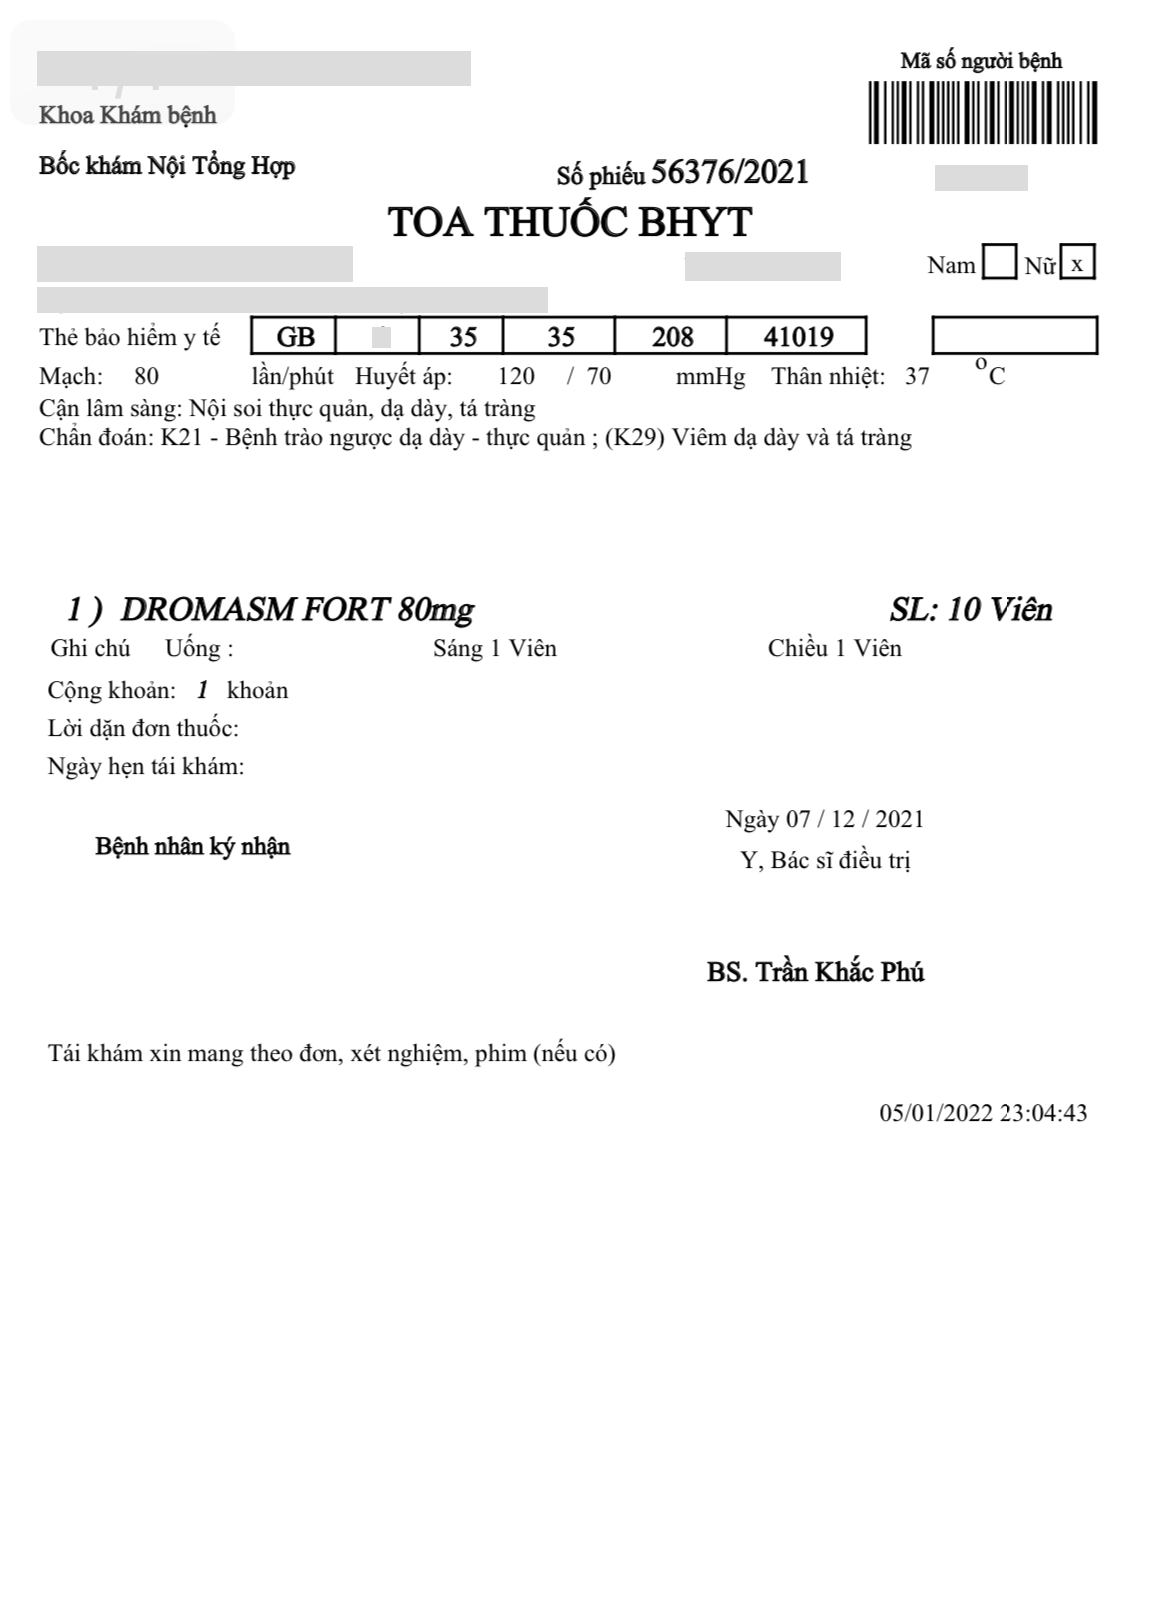 Mã số người bệnh
Khoa Khám bệnh
Bốc khám Nội Tổng Hợp
Số phiếu 56376/2021
TOA THUỐC BHYT
Nam Nữ x
Thẻ bảo hiểm y tế GB 35 35 208 41019
Mạch: 80 lần/phút Huyết áp: 120 / 70 mmHg Thân nhiệt: 37 °C
Cận lâm sàng: Nội soi thực quản, dạ dày, tá tràng
Chẩn đoán: K21 - Bệnh trào ngược dạ dày - thực quản ; (K29) Viêm dạ dày và tá tràng
1 ) DROMASM FORT 80mg SL: 10 Viên
Ghi chú Uống : Sáng 1 Viên Chiều 1 Viên
Cộng khoản: 1 khoản
Lời dặn đơn thuốc:
Ngày hẹn tái khám:
Ngày 07 / 12 / 2021
Bệnh nhân ký nhận
Y, Bác sĩ điều trị
BS. Trần Khắc Phú
Tái khám xin mang theo đơn, xét nghiệm, phim (nếu có)
05/01/2022 23:04:43